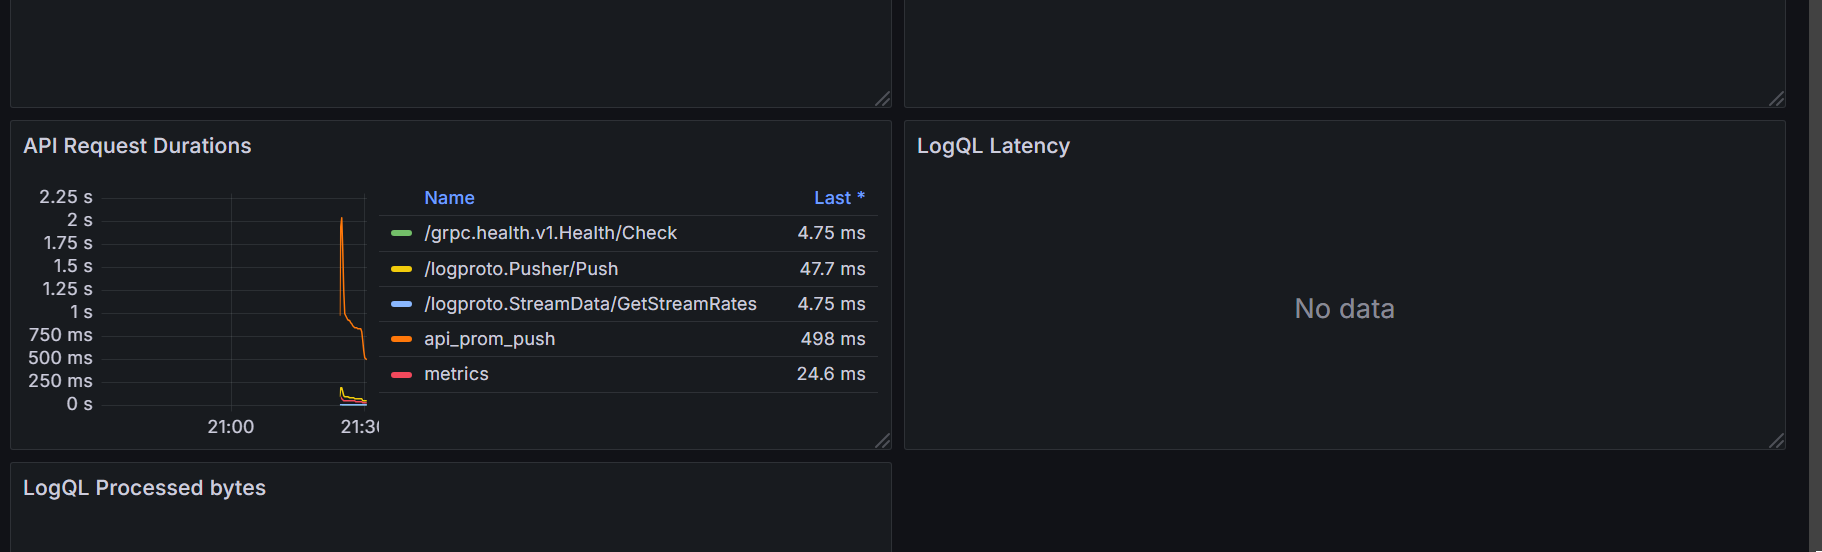 API Request Durations
2.25 s
2 s
1.75 s
1.5 s
1.25 s
1 s
750 ms
500 ms
250 ms
0 s
21:00
Name Last *
/grpc.health.v1.Health/Check 4.75 ms
/logproto.Pusher/Push 47.7 ms
/logproto.StreamData/GetStreamRates 4.75 ms
api_prom_push 498 ms
metrics 24.6 ms
LogQL Latency
No data
LogQL Processed bytes